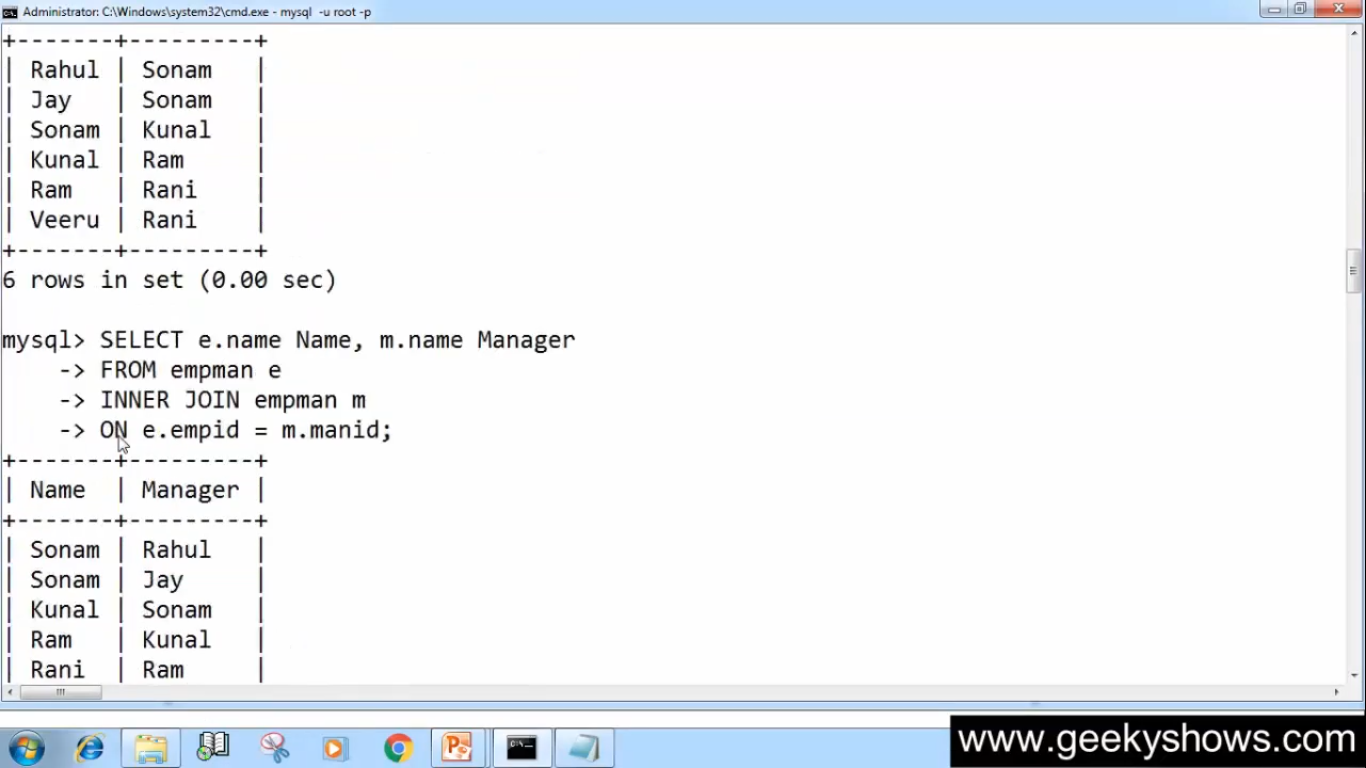 Administrator: C:\Windows\system32\cmd.exe - mysql  -u root -p
+-------+---------+
| Rahul | Sonam   |
| Jay   | Sonam   |
| Sonam | Kunal   |
| Kunal | Ram     |
| Ram   | Rani    |
| Veeru | Rani    |
+-------+---------+
6 rows in set (0.00 sec)
mysql> SELECT e.name Name, m.name Manager
    -> FROM empman e
    -> INNER JOIN empman m
    -> ON e.empid = m.manid;
+-------+---------+
| Name  | Manager |
+-------+---------+
| Sonam | Rahul   |
| Sonam | Jay     |
| Kunal | Sonam   |
| Ram   | Kunal   |
| Rani  | Ram     |
www.geekyshows.com